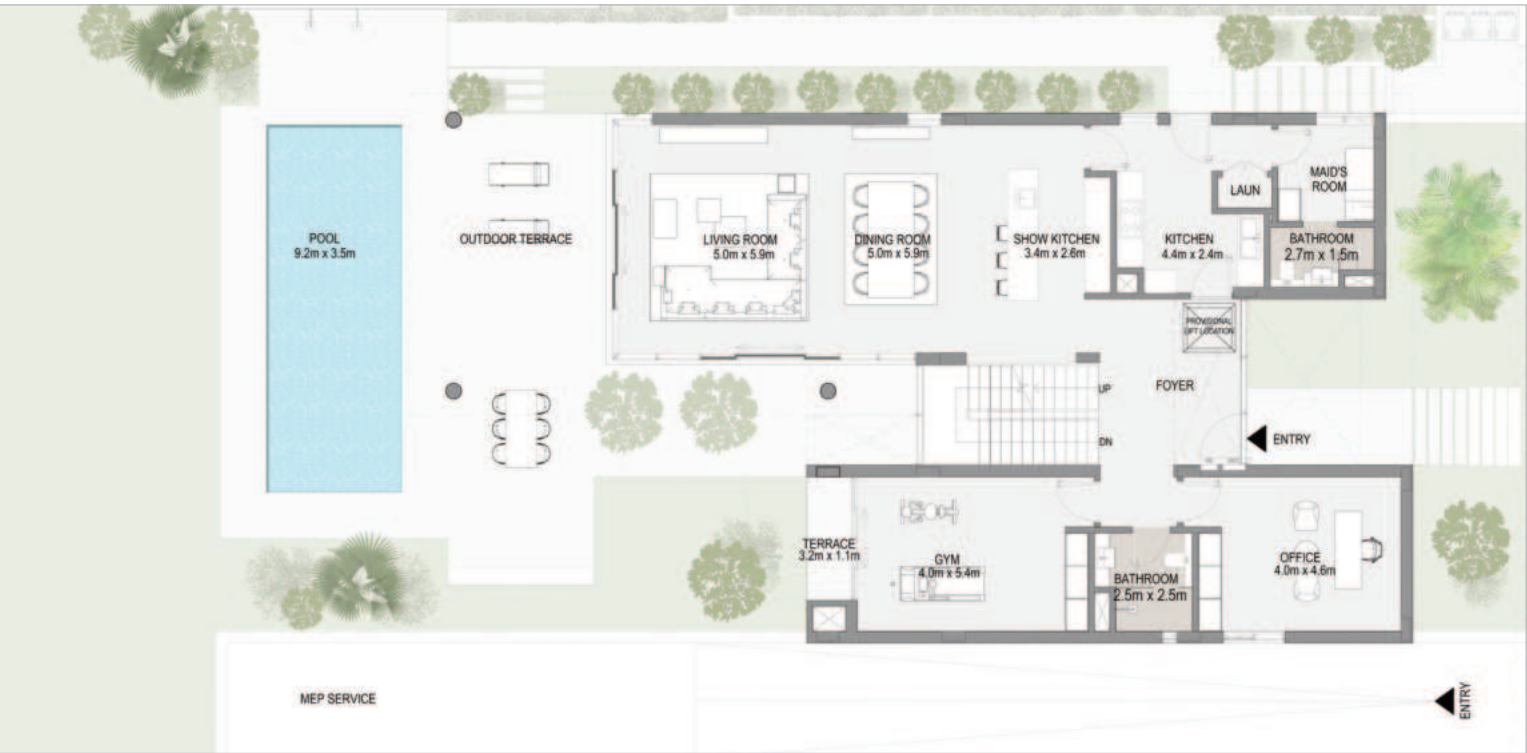 MAID'S
ROOM
LAUN
POOL
9.2m x 3.5m
OUTDOOR TERRACE
LIVING ROOM
5.0m x 5.9m
DINING ROOM
5.0m x 5.9m
SHOW KITCHEN
3.4m x 2.6m
KITCHEN
4.4m x 2.4m
BATHROOM
2.7m x 1.5m
PROVISIONAL
LIFT LOCATION
UP
FOYER
DN
ENTRY
TERRACE
3.2m x 1.1m
GYM
4.0m x 5.4m
BATHROOM
2.5m x 2.5m
OFFICE
4.0m x 4.6m
MEP SERVICE
ENTRY